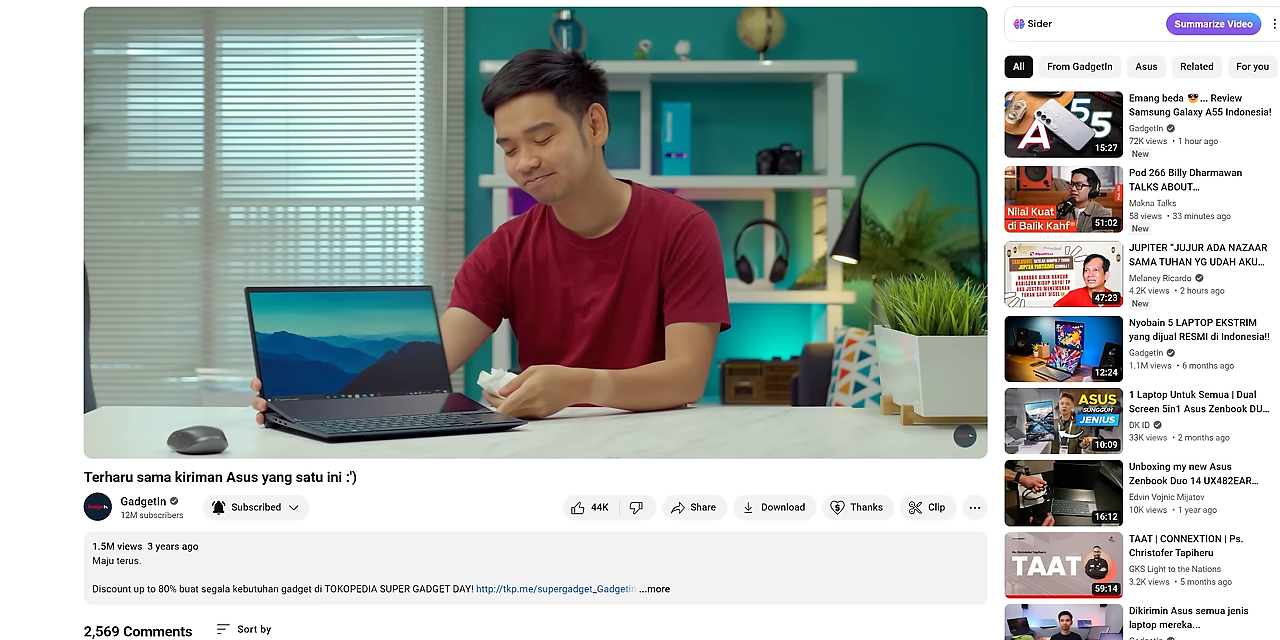 Sider
Summarize Video
All
From GadgetIn
Asus
Related
For you
Terharu sama kiriman Asus yang satu ini :')
GadgetIn
12M subscribers
Subscribed
44K
Share
Download
Thanks
Clip
1.5M views 3 years ago
Maju terus.
Discount up to 80% buat segala kebutuhan gadget di TOKOPEDIA SUPER GADGET DAY! http://tkp.me/supergadget_Gadgetin ...more
2,569 Comments
Sort by
A 55
15:27
Emang beda 😎... Review
Samsung Galaxy A55 Indonesia!
GadgetIn
72K views • 1 hour ago
New
Nilai Kuat
di Balik Kahf
51:02
Pod 266 Billy Dharmawan
TALKS ABOUT...
Makna Talks
58 views • 33 minutes ago
New
47:23
JUPITER "JUJUR ADA NAZAAR
SAMA TUHAN YG UDAH AKU...
Melaney Ricardo
4.2K views • 2 hours ago
New
12:24
Nyobain 5 LAPTOP EKSTRIM
yang dijual RESMI di Indonesia!!
GadgetIn
1.1M views • 6 months ago
ASUS
SUNGGUH
JENIUS
10:09
1 Laptop Untuk Semua | Dual
Screen 5in1 Asus Zenbook DU...
DK ID
33K views • 2 months ago
16:12
Unboxing my new Asus
Zenbook Duo 14 UX482EAR...
Edvin Vojnic Mijatov
10K views • 1 year ago
Ps. Christofer Tapiheru
TAAT
59:14
TAAT | CONNEXTION | Ps.
Christofer Tapiheru
GKS Light to the Nations
3.2K views • 5 months ago
Dikirimin Asus semua jenis
laptop mereka...